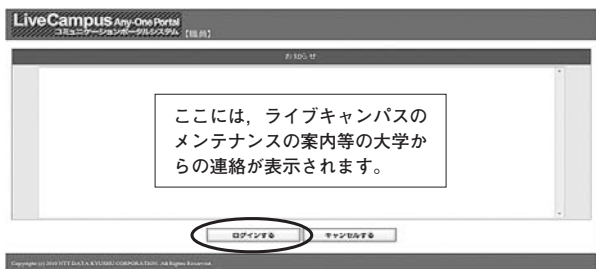 LiveCampus Any-One Portal
コミュニケーションポータルシステム 【職員】
お知らせ
ここには，ライブキャンパスの
メンテナンスの案内等の大学か
らの連絡が表示されます。
ログインする キャンセルする
Copyright (c) 2010 NTT DATA KYUSHU CORPORATION. All Rights Reserved.